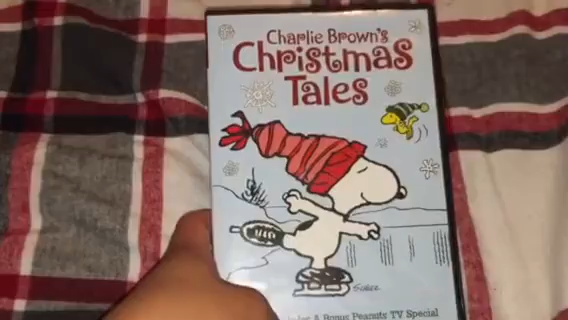 Charlie Brown's
Christmas
Tales
Schulz
A Bonus Peanuts TV Special